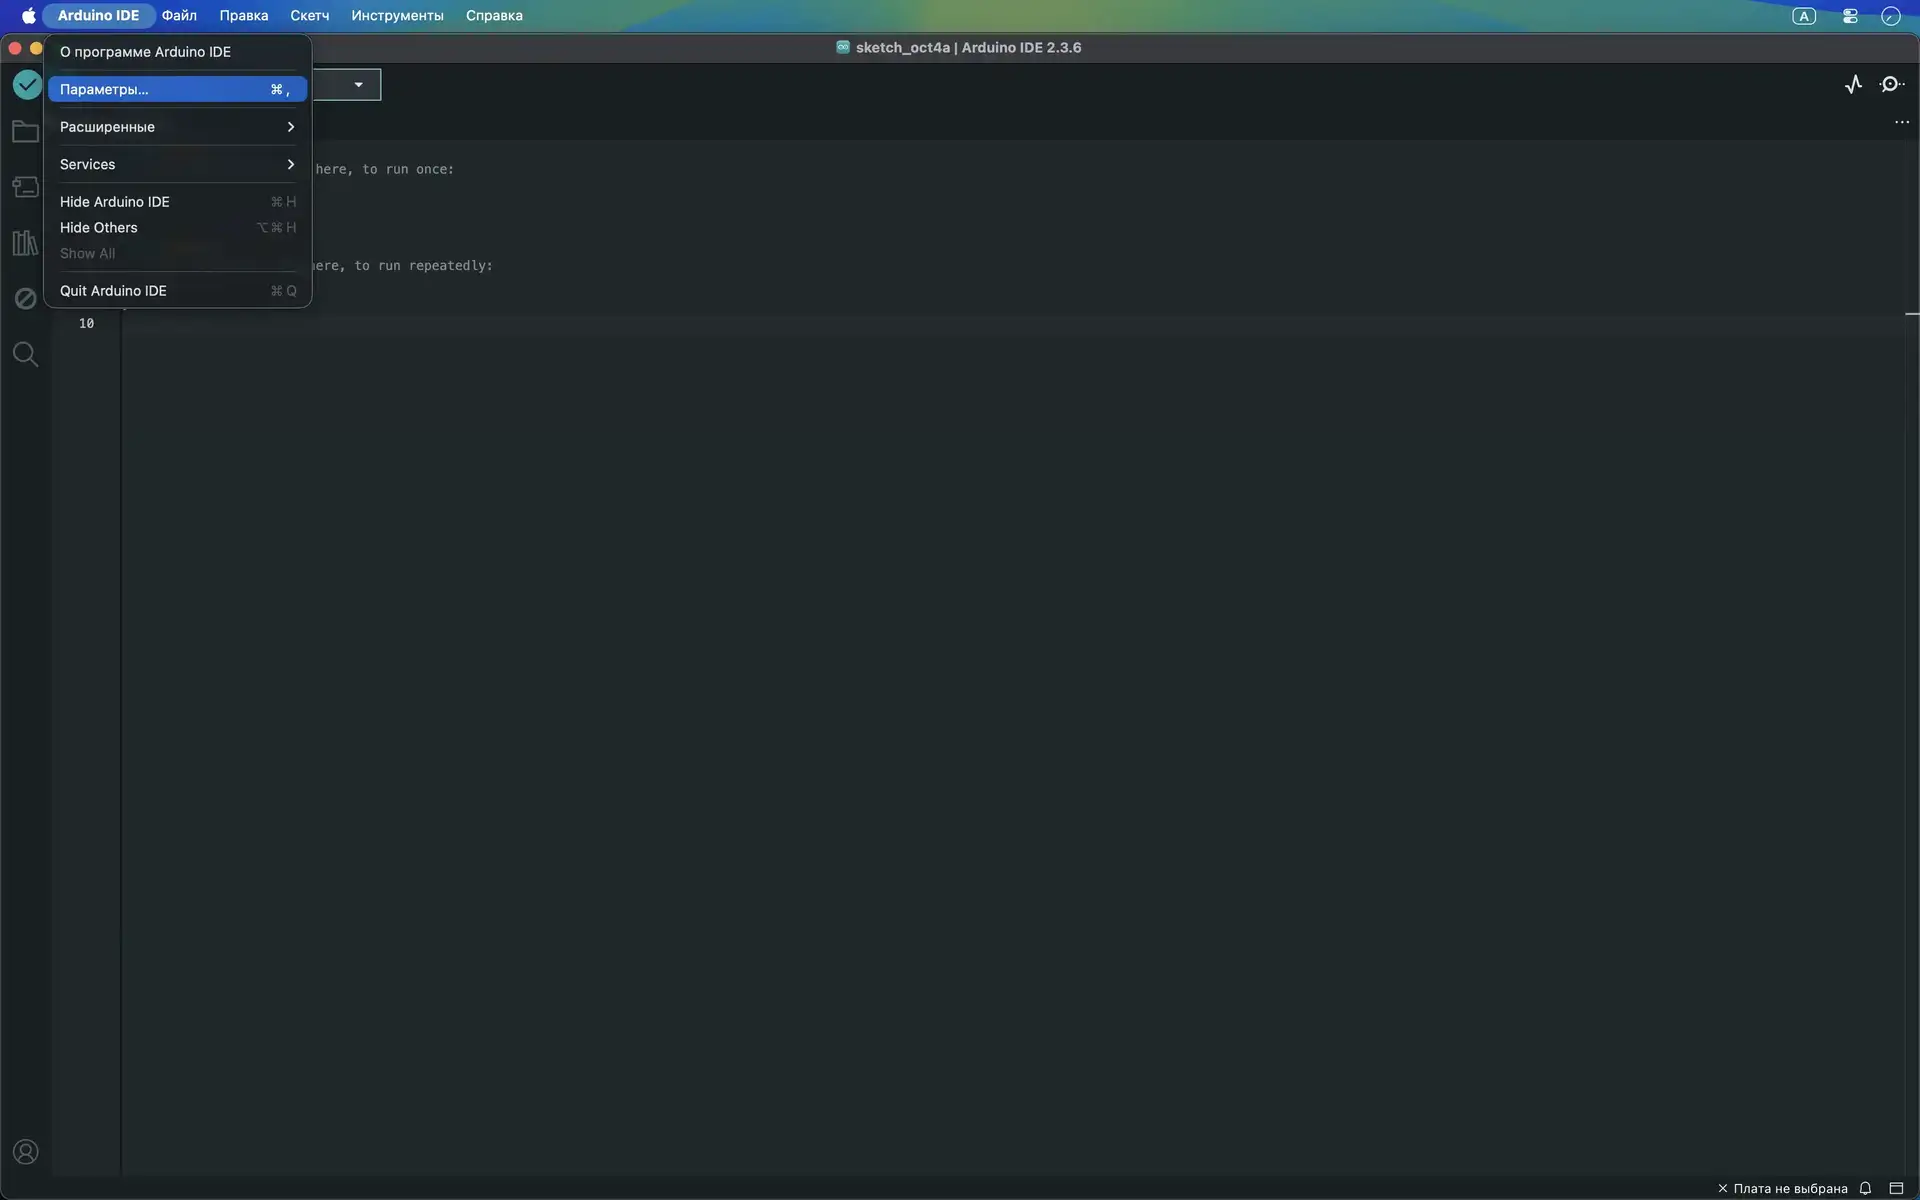 Arduino IDE Файл Правка Скетч Инструменты Справка A
sketch_oct4a | Arduino IDE 2.3.6
О программе Arduino IDE
Параметры... ⌘ ,
Расширенные
Services
Hide Arduino IDE ⌘ H
Hide Others ⌥ ⌘ H
Show All
Quit Arduino IDE ⌘ Q
here, to run once:
ere, to run repeatedly:
10
Плата не выбрана